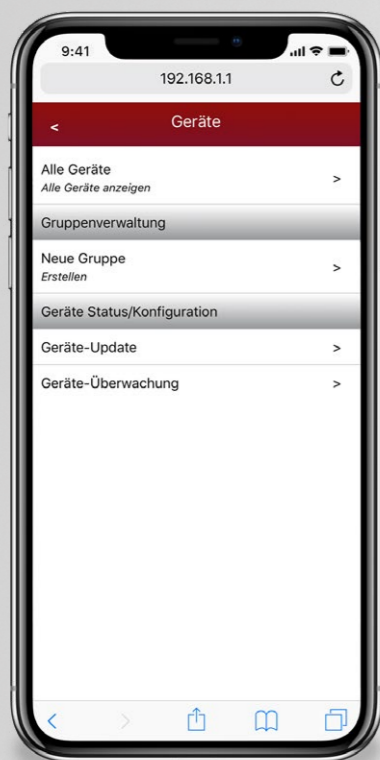 9:41
192.168.1.1
< Geräte
Alle Geräte
Alle Geräte anzeigen
>
Gruppenverwaltung
Neue Gruppe
Erstellen
>
Geräte Status/Konfiguration
Geräte-Update >
Geräte-Überwachung >